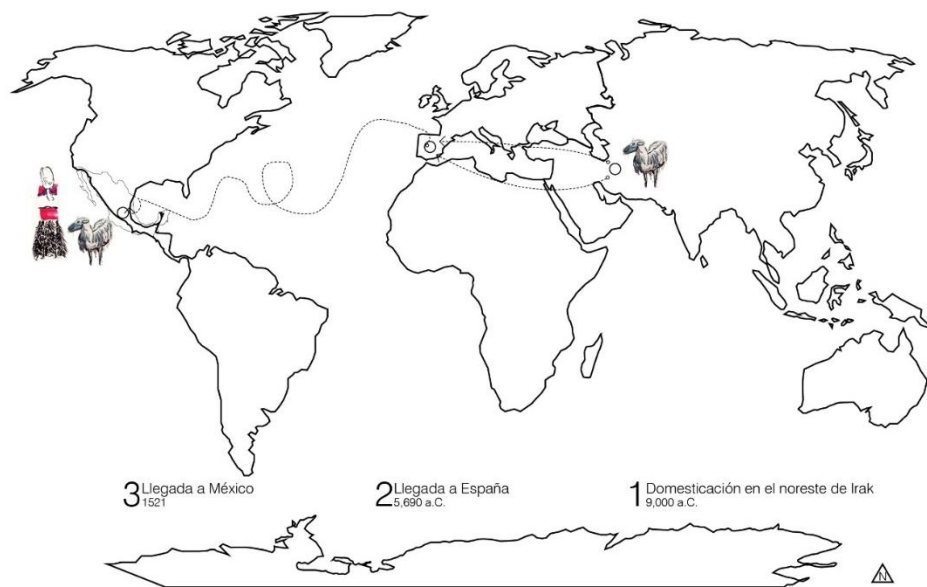 3 Llegada a México
1521
2 Llegada a España
5,690 a.C.
1 Domesticación en el noreste de Irak
9,000 a.C.
N